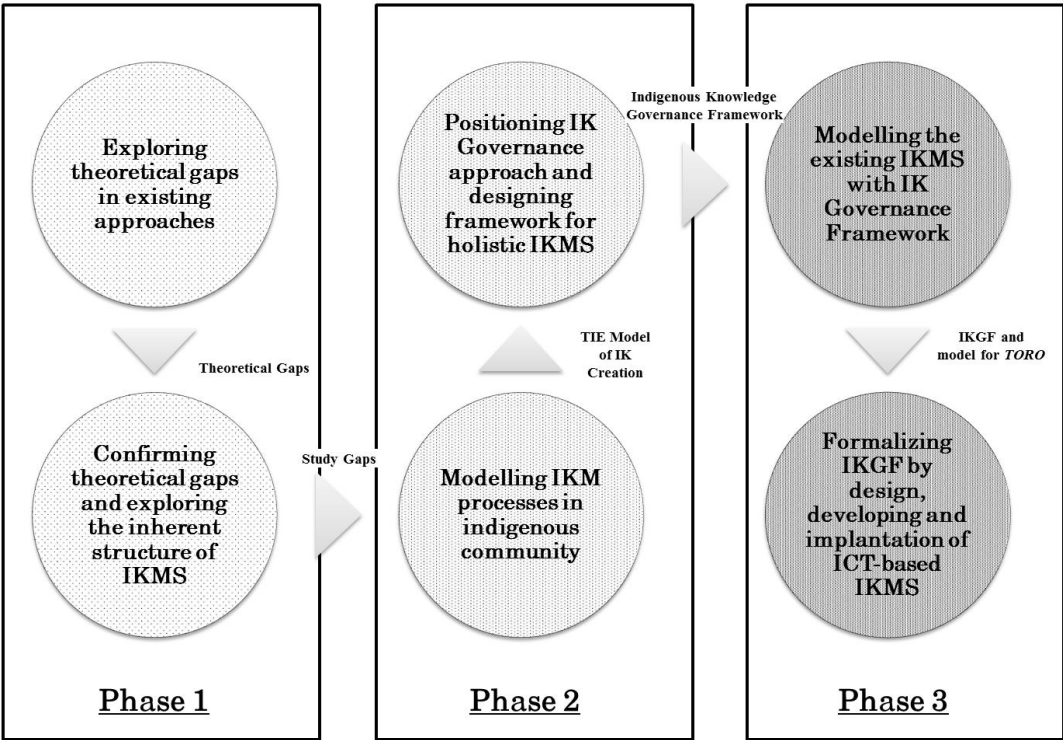 Exploring
theoretical gaps
in existing
approaches
Theoretical Gaps
Confirming
theoretical gaps
and exploring
the inherent
structure of
IKMS
Phase 1
Study Gaps
Modelling IKM
processes in
indigenous
community
TIE Model
of IK
Creation
Positioning IK
Governance
approach and
designing
framework for
holistic IKMS
Phase 2
Indigenous Knowledge
Governance Framework
Modelling the
existing IKMS
with IK
Governance
Framework
IKGF and
model for TORO
Formalizing
IKGF by
design,
developing and
implantation of
ICT-based
IKMS
Phase 3